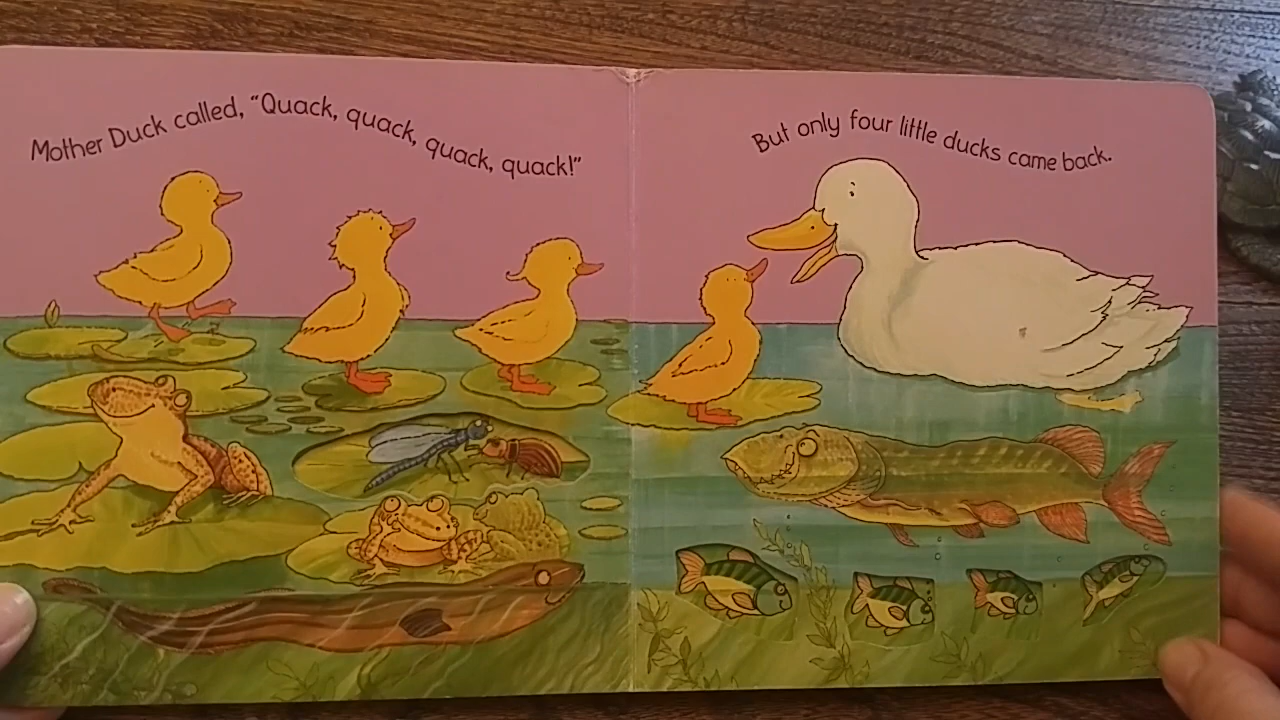 Mother Duck called, “Quack, quack, quack, quack!”
But only four little ducks came back.